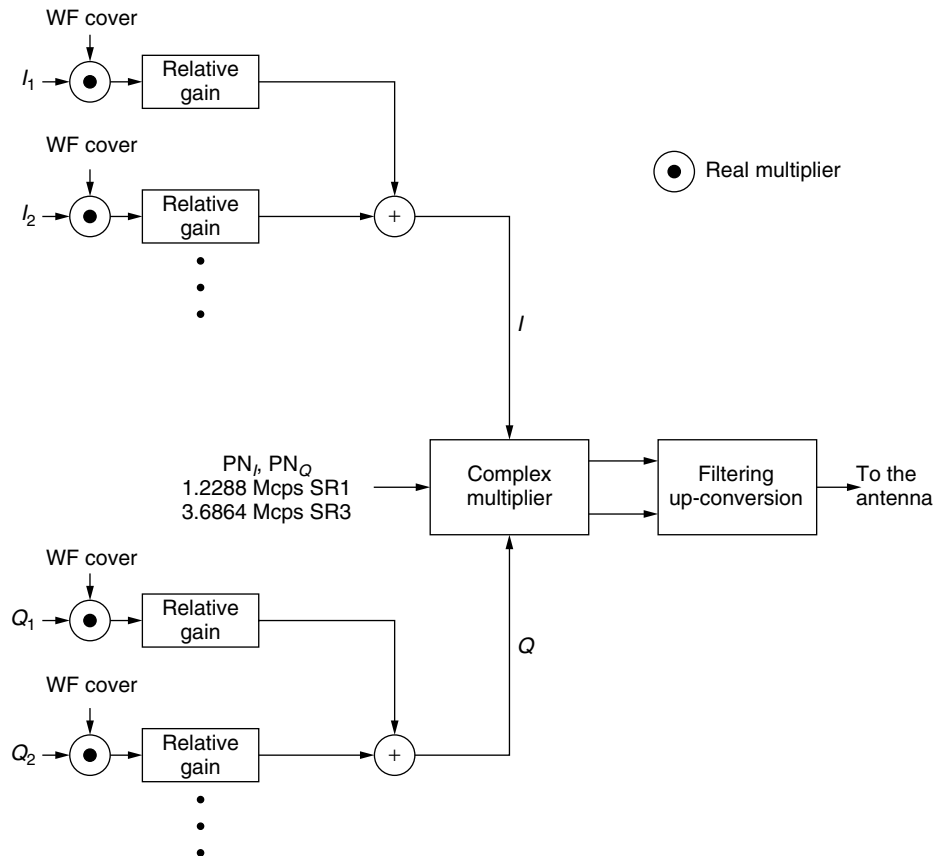 WF cover
I1
Relative
gain
WF cover
I2
Relative
gain
+
Real multiplier
I
PNI, PNQ
1.2288 Mcps SR1
3.6864 Mcps SR3
Complex
multiplier
Filtering
up-conversion
To the
antenna
WF cover
Q1
Relative
gain
Q
WF cover
Q2
Relative
gain
+